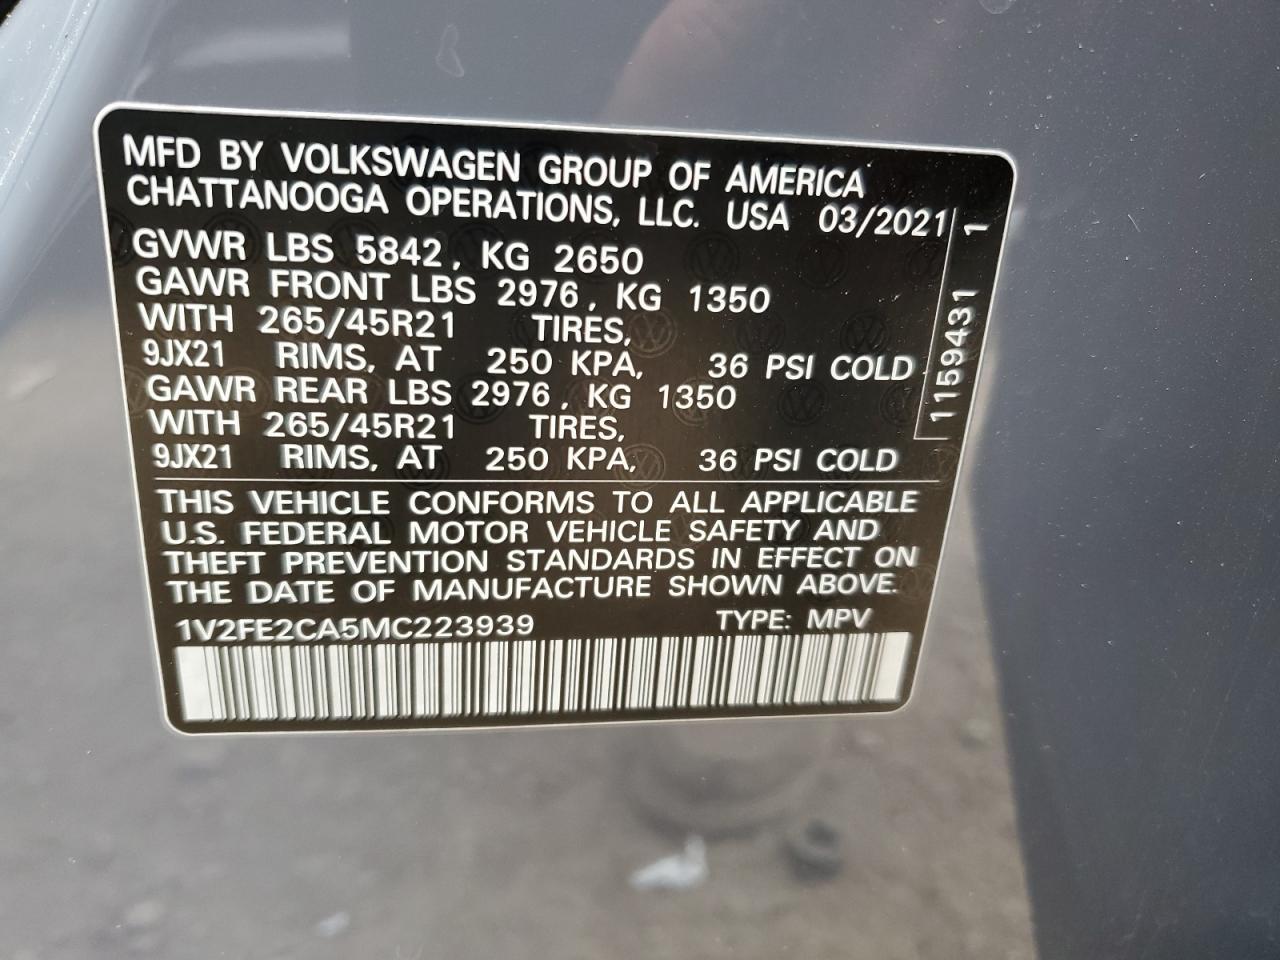 MFD BY VOLKSWAGEN GROUP OF AMERICA
CHATTANOOGA OPERATIONS, LLC. USA 03/2021
GVWR LBS 5842, KG 2650
GAWR FRONT LBS 2976, KG 1350
WITH 265/45R21 TIRES,
9JX21 RIMS, AT 250 KPA, 36 PSI COLD
GAWR REAR LBS 2976, KG 1350
WITH 265/45R21 TIRES,
9JX21 RIMS, AT 250 KPA, 36 PSI COLD
1159431 1
THIS VEHICLE CONFORMS TO ALL APPLICABLE
U.S. FEDERAL MOTOR VEHICLE SAFETY AND
THEFT PREVENTION STANDARDS IN EFFECT ON
THE DATE OF MANUFACTURE SHOWN ABOVE.
1V2FE2CA5MC223939 TYPE: MPV